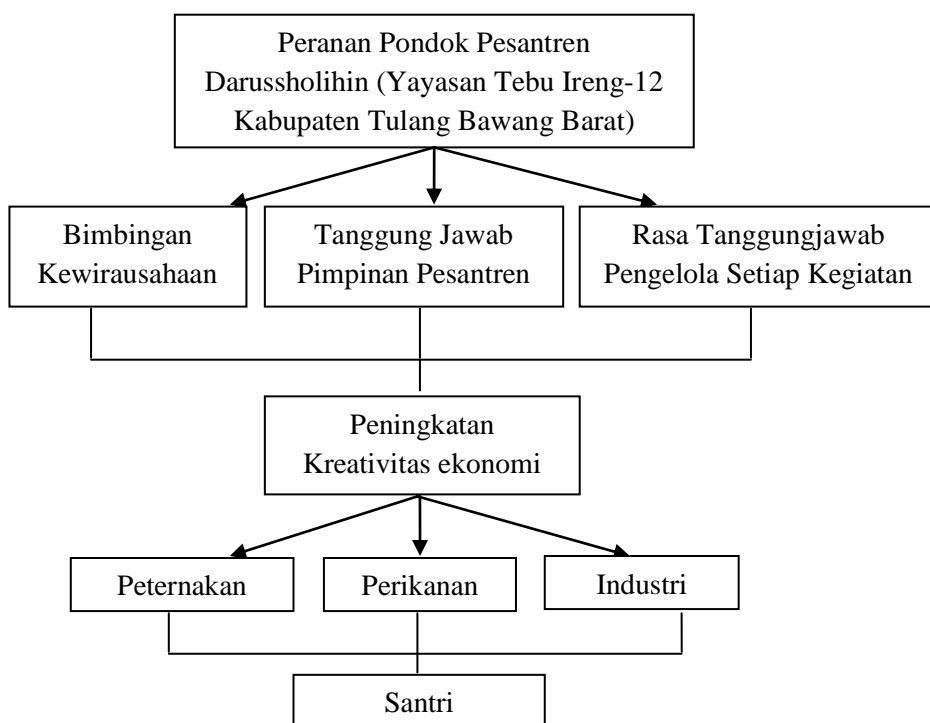 Peranan Pondok Pesantren
Darussholihin (Yayasan Tebu Ireng-12
Kabupaten Tulang Bawang Barat)
Bimbingan
Kewirausahaan
Tanggung Jawab
Pimpinan Pesantren
Rasa Tanggungjawab
Pengelola Setiap Kegiatan
Peningkatan
Kreativitas ekonomi
Peternakan
Perikanan
Industri
Santri